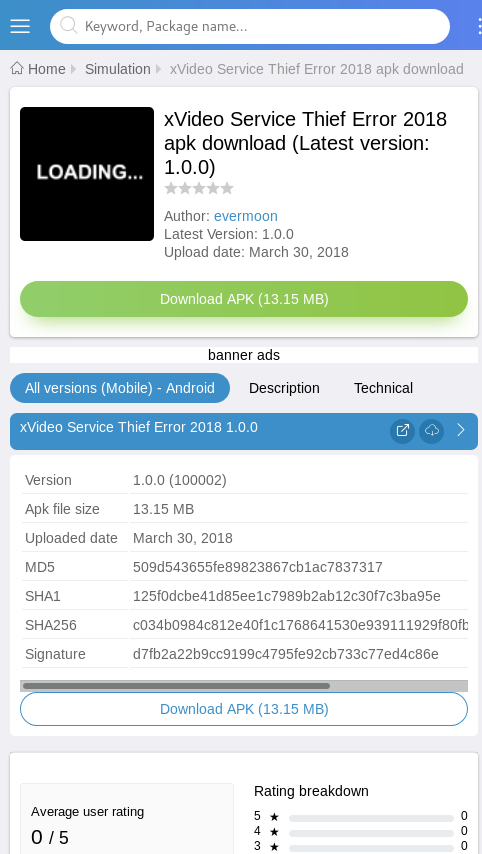 Keyword, Package name...
Home Simulation xVideo Service Thief Error 2018 apk download
LOADING...
xVideo Service Thief Error 2018
apk download (Latest version:
1.0.0)
Author: evermoon
Latest Version: 1.0.0
Upload date: March 30, 2018
Download APK (13.15 MB)
banner ads
All versions (Mobile) - Android Description Technical
xVideo Service Thief Error 2018 1.0.0
Version 1.0.0 (100002)
Apk file size 13.15 MB
Uploaded date March 30, 2018
MD5 509d543655fe89823867cb1ac7837317
SHA1 125f0dcbe41d85ee1c7989b2ab12c30f7c3ba95e
SHA256 c034b0984c812e40f1c1768641530e939111929f80fb
Signature d7fb2a22b9cc9199c4795fe92cb733c77ed4c86e
Download APK (13.15 MB)
Average user rating
0 / 5
Rating breakdown
5 ★ 0
4 ★ 0
3 ★ 0